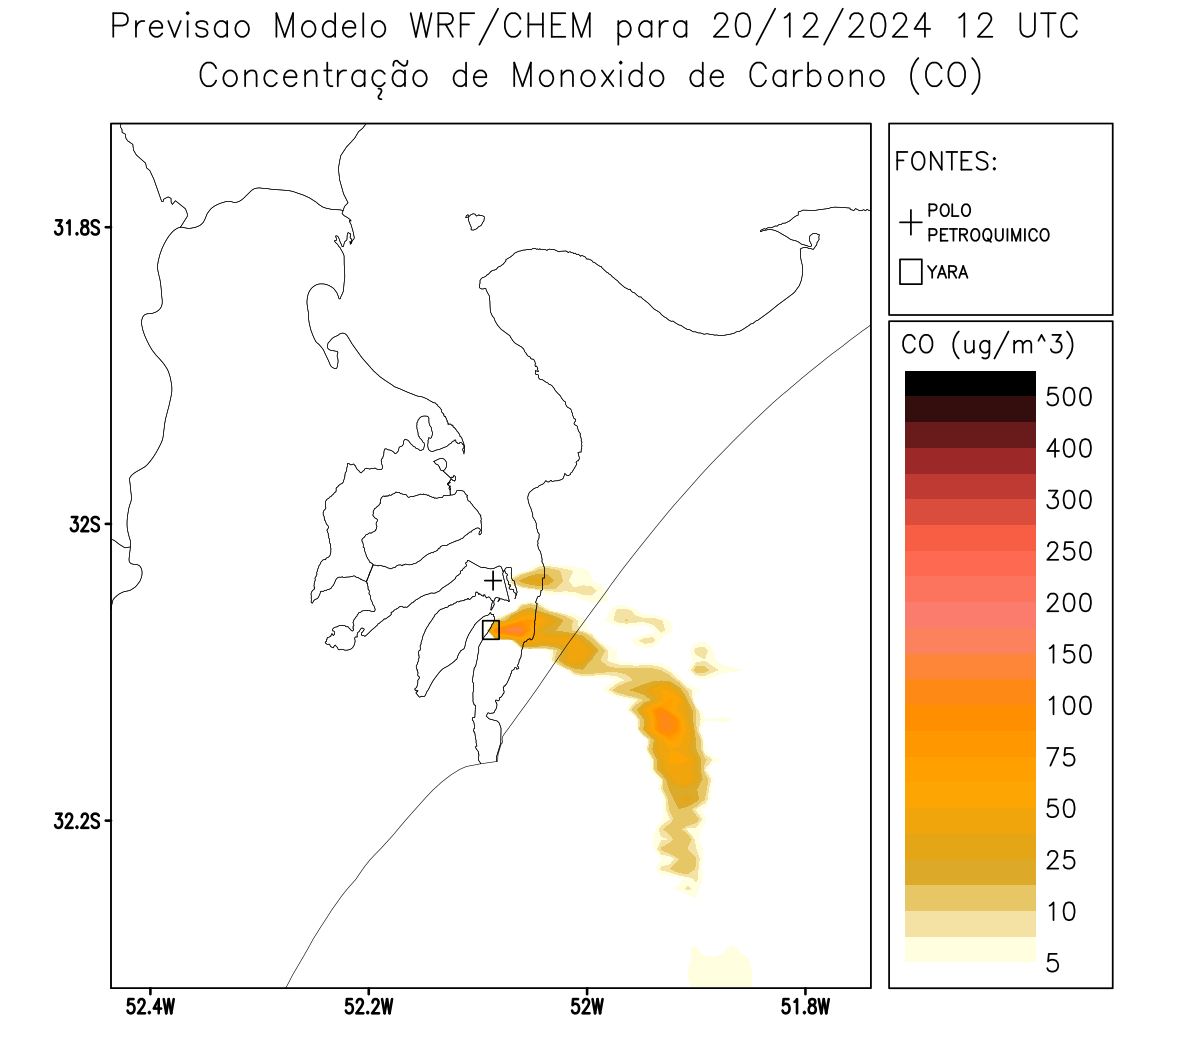 Previsao Modelo WRF/CHEM para 20/12/2024 12 UTC
Concentração de Monoxido de Carbono (CO)
FONTES:
POLO
PETROQUIMICO
YARA
CO (ug/m^3)
500
400
300
250
200
150
100
75
50
25
10
5
31.8S
32S
32.2S
52.4W
52.2W
52W
51.8W